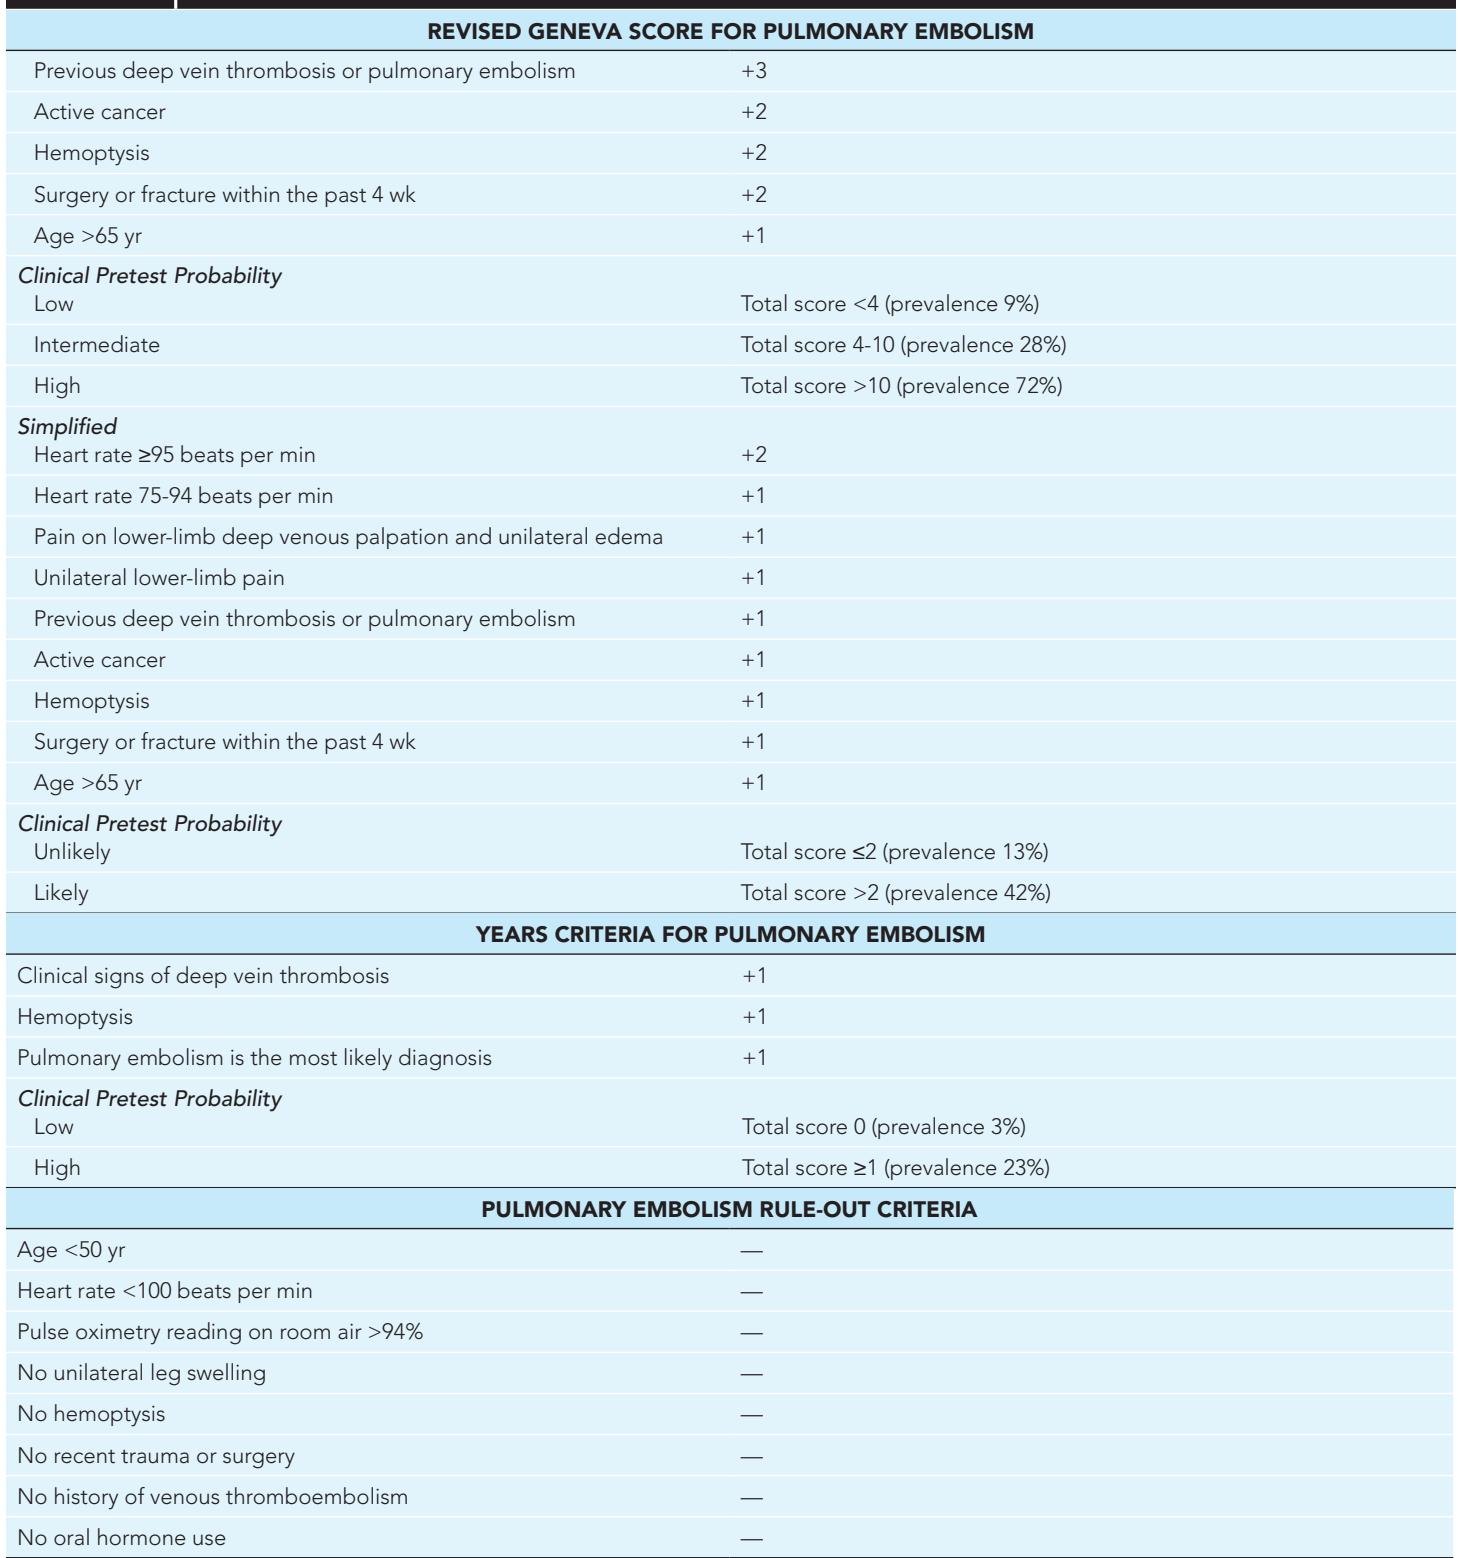 REVISED GENEVA SCORE FOR PULMONARY EMBOLISM
Previous deep vein thrombosis or pulmonary embolism +3
Active cancer +2
Hemoptysis +2
Surgery or fracture within the past 4 wk +2
Age >65 yr +1
Clinical Pretest Probability
Low Total score <4 (prevalence 9%)
Intermediate Total score 4-10 (prevalence 28%)
High Total score >10 (prevalence 72%)
Simplified
Heart rate ≥95 beats per min +2
Heart rate 75-94 beats per min +1
Pain on lower-limb deep venous palpation and unilateral edema +1
Unilateral lower-limb pain +1
Previous deep vein thrombosis or pulmonary embolism +1
Active cancer +1
Hemoptysis +1
Surgery or fracture within the past 4 wk +1
Age >65 yr +1
Clinical Pretest Probability
Unlikely Total score ≤2 (prevalence 13%)
Likely Total score >2 (prevalence 42%)
YEARS CRITERIA FOR PULMONARY EMBOLISM
Clinical signs of deep vein thrombosis +1
Hemoptysis +1
Pulmonary embolism is the most likely diagnosis +1
Clinical Pretest Probability
Low Total score 0 (prevalence 3%)
High Total score ≥1 (prevalence 23%)
PULMONARY EMBOLISM RULE-OUT CRITERIA
Age <50 yr —
Heart rate <100 beats per min —
Pulse oximetry reading on room air >94% —
No unilateral leg swelling —
No hemoptysis —
No recent trauma or surgery —
No history of venous thromboembolism —
No oral hormone use —